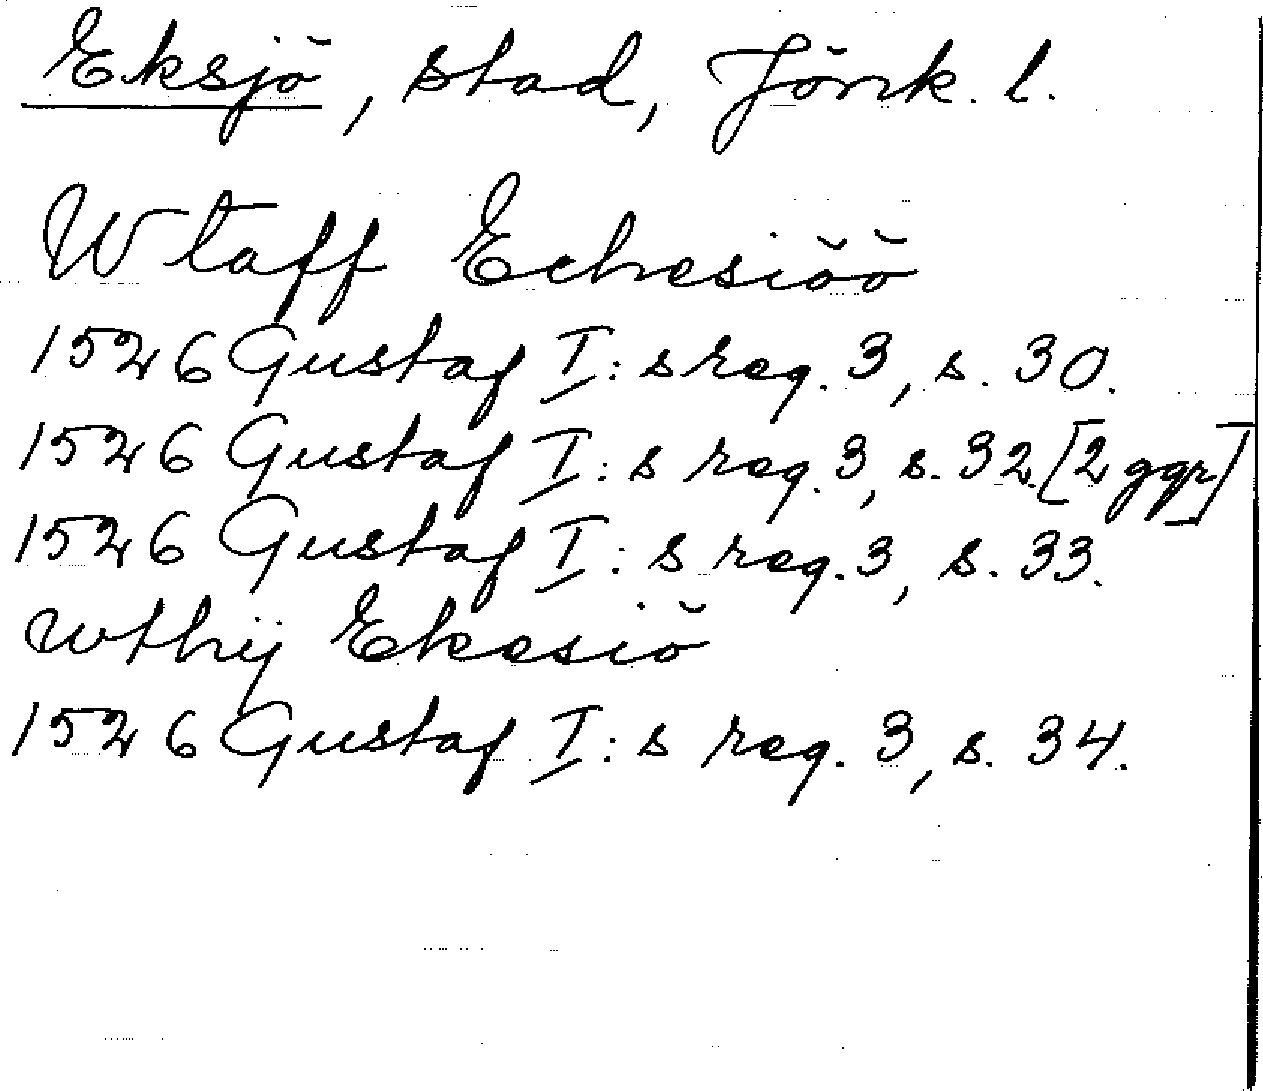 Eksjö, stad, Jönk. l.
Wtaff Echesiöö
1526 Gustaf I:s reg. 3, s. 30.
1526 Gustaf I:s reg. 3, s. 32 [2 ggr]
1526 Gustaf I:s reg. 3, s. 33.
wthij Ekesiö
1526 Gustaf I:s reg. 3, s. 34.